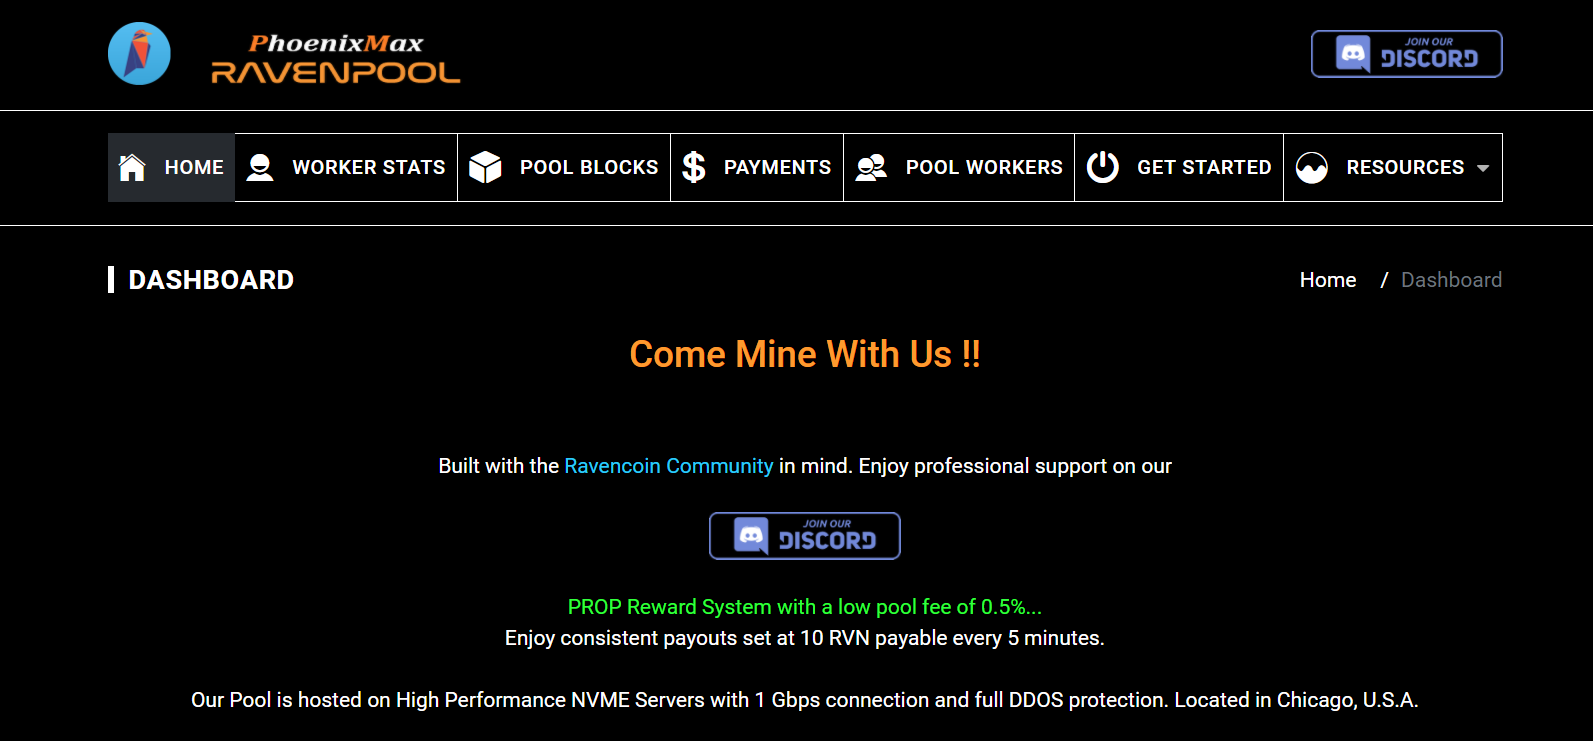 PhoenixMax
RAVENPOOL
JOIN OUR
DISCORD
HOME
WORKER STATS
POOL BLOCKS
PAYMENTS
POOL WORKERS
GET STARTED
RESOURCES
DASHBOARD
Home / Dashboard
Come Mine With Us !!
Built with the Ravencoin Community in mind. Enjoy professional support on our
JOIN OUR
DISCORD
PROP Reward System with a low pool fee of 0.5%...
Enjoy consistent payouts set at 10 RVN payable every 5 minutes.
Our Pool is hosted on High Performance NVME Servers with 1 Gbps connection and full DDOS protection. Located in Chicago, U.S.A.